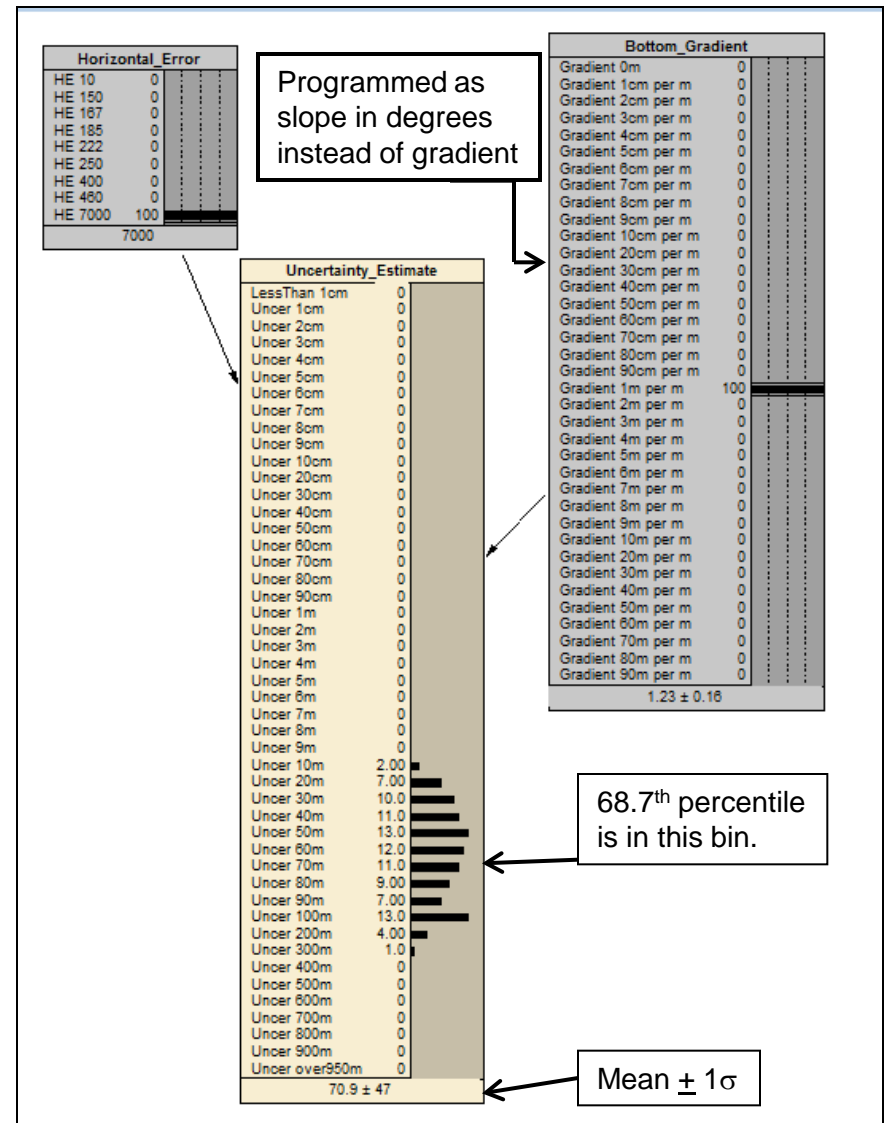 Horizontal_Error
HE 10 0
HE 150 0
HE 167 0
HE 185 0
HE 222 0
HE 250 0
HE 400 0
HE 460 0
HE 7000 100
7000
Programmed as
slope in degrees
instead of gradient
Bottom_Gradient
Gradient 0m 0
Gradient 1cm per m 0
Gradient 2cm per m 0
Gradient 3cm per m 0
Gradient 4cm per m 0
Gradient 5cm per m 0
Gradient 6cm per m 0
Gradient 7cm per m 0
Gradient 8cm per m 0
Gradient 9cm per m 0
Gradient 10cm per m 0
Gradient 20cm per m 0
Gradient 30cm per m 0
Gradient 40cm per m 0
Gradient 50cm per m 0
Gradient 60cm per m 0
Gradient 70cm per m 0
Gradient 80cm per m 0
Gradient 90cm per m 0
Gradient 1m per m 100
Gradient 2m per m 0
Gradient 3m per m 0
Gradient 4m per m 0
Gradient 5m per m 0
Gradient 6m per m 0
Gradient 7m per m 0
Gradient 8m per m 0
Gradient 9m per m 0
Gradient 10m per m 0
Gradient 20m per m 0
Gradient 30m per m 0
Gradient 40m per m 0
Gradient 50m per m 0
Gradient 60m per m 0
Gradient 70m per m 0
Gradient 80m per m 0
Gradient 90m per m 0
1.23 ± 0.16
Uncertainty_Estimate
LessThan 1cm 0
Uncer 1cm 0
Uncer 2cm 0
Uncer 3cm 0
Uncer 4cm 0
Uncer 5cm 0
Uncer 6cm 0
Uncer 7cm 0
Uncer 8cm 0
Uncer 9cm 0
Uncer 10cm 0
Uncer 20cm 0
Uncer 30cm 0
Uncer 40cm 0
Uncer 50cm 0
Uncer 60cm 0
Uncer 70cm 0
Uncer 80cm 0
Uncer 90cm 0
Uncer 1m 0
Uncer 2m 0
Uncer 3m 0
Uncer 4m 0
Uncer 5m 0
Uncer 6m 0
Uncer 7m 0
Uncer 8m 0
Uncer 9m 0
Uncer 10m 2.00
Uncer 20m 7.00
Uncer 30m 10.0
Uncer 40m 11.0
Uncer 50m 13.0
Uncer 60m 12.0
Uncer 70m 11.0
Uncer 80m 9.00
Uncer 90m 7.00
Uncer 100m 13.0
Uncer 200m 4.00
Uncer 300m 1.0
Uncer 400m 0
Uncer 500m 0
Uncer 600m 0
Uncer 700m 0
Uncer 800m 0
Uncer 900m 0
Uncer over950m 0
70.9 ± 47
68.7th percentile
is in this bin.
Mean ± 1σ